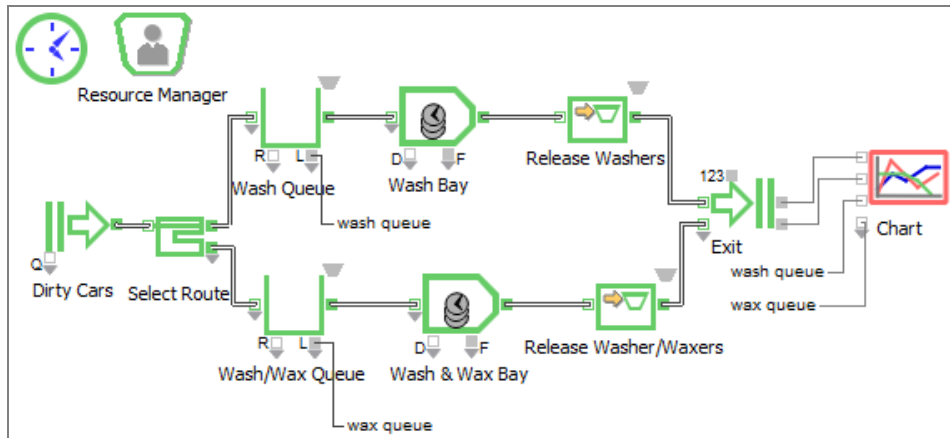 Resource Manager
R
L
Wash Queue
wash queue
D
F
Wash Bay
Release Washers
123
Exit
Chart
wash queue
wax queue
Q
Dirty Cars
Select Route
R
L
Wash/Wax Queue
wax queue
D
F
Wash & Wax Bay
Release Washer/Waxers